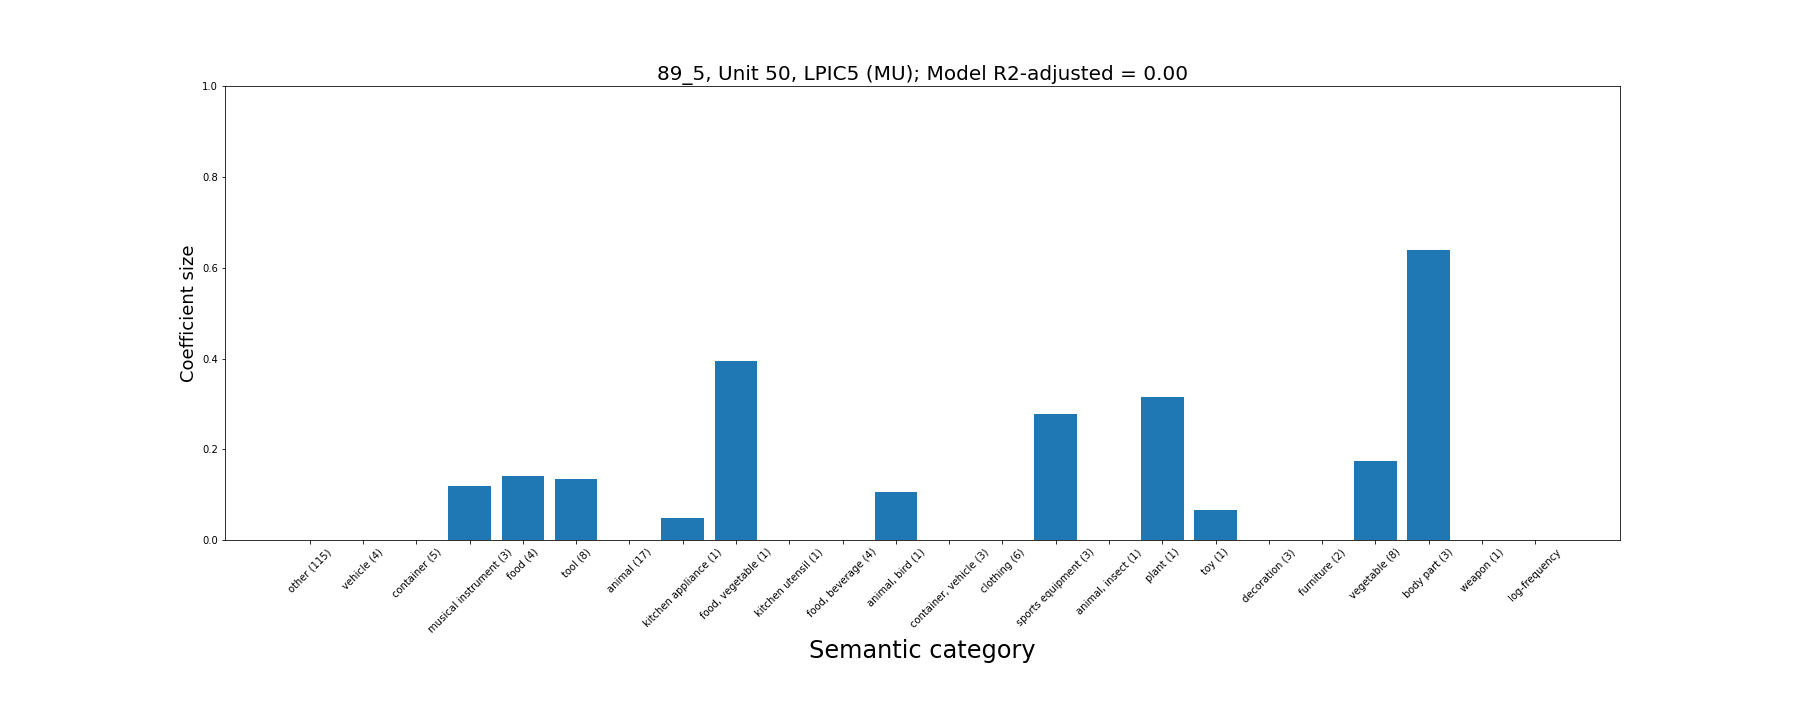 89_5, Unit 50, LPIC5 (MU); Model R2-adjusted = 0.00
Coefficient size
1.0
0.8
0.6
0.4
0.2
0.0
other (115)
vehicle (4)
container (5)
musical instrument (3)
food (4)
tool (8)
animal (17)
kitchen appliance (1)
food, vegetable (1)
kitchen utensil (1)
food, beverage (4)
animal, bird (1)
container, vehicle (3)
clothing (6)
sports equipment (3)
animal, insect (1)
plant (1)
toy (1)
decoration (3)
furniture (2)
vegetable (8)
body part (3)
weapon (1)
log-frequency
Semantic category